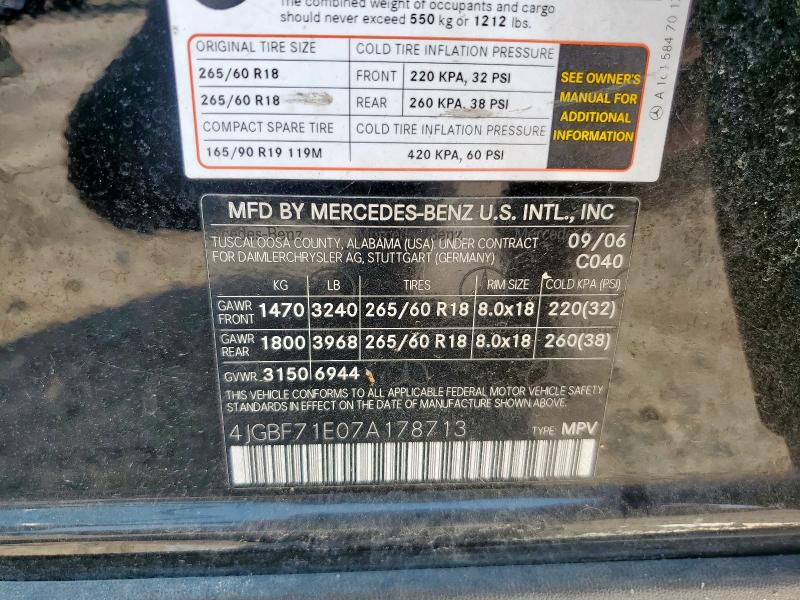 The combined weight of occupants and cargo
should never exceed 550 kg or 1212 lbs.
ORIGINAL TIRE SIZE COLD TIRE INFLATION PRESSURE
265/60 R18 FRONT 220 KPA, 32 PSI
265/60 R18 REAR 260 KPA, 38 PSI
COMPACT SPARE TIRE COLD TIRE INFLATION PRESSURE
165/90 R19 119M 420 KPA, 60 PSI
SEE OWNER'S
MANUAL FOR
ADDITIONAL
INFORMATION
MFD BY MERCEDES-BENZ U.S. INTL., INC
TUSCALOOSA COUNTY, ALABAMA (USA) UNDER CONTRACT 09/06
FOR DAIMLERCHRYSLER AG, STUTTGART (GERMANY) C040
KG LB TIRES RIM SIZE COLD KPA (PSI)
GAWR FRONT 1470 3240 265/60 R18 8.0x18 220(32)
GAWR REAR 1800 3968 265/60 R18 8.0x18 260(38)
GVWR 3150 6944
THIS VEHICLE CONFORMS TO ALL APPLICABLE FEDERAL MOTOR VEHICLE SAFETY
STANDARDS IN EFFECT ON THE DATE OF MANUFACTURE SHOWN ABOVE.
4JGBF71E07A178713 TYPE: MPV